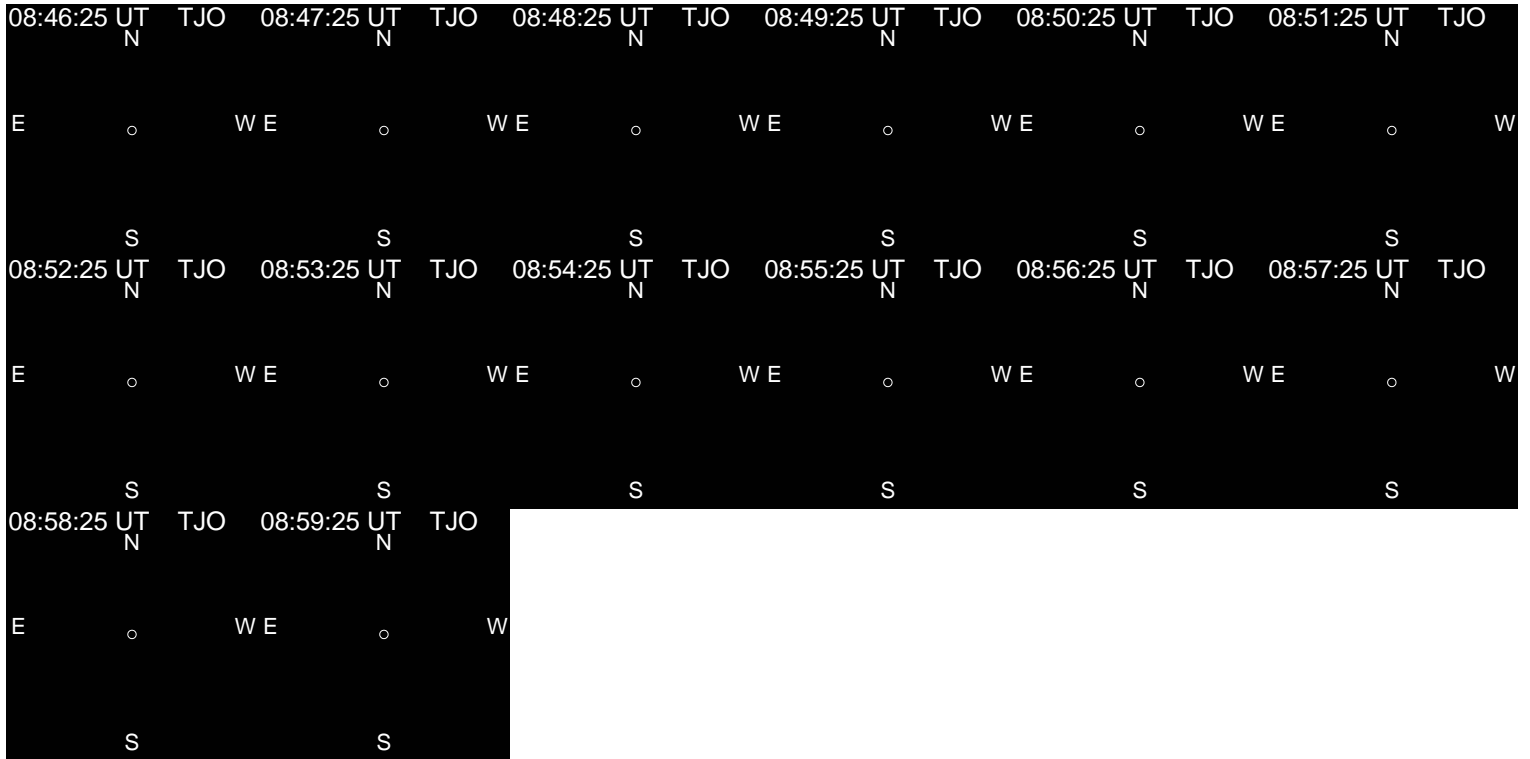 08:46:25 UT TJO 08:47:25 UT TJO 08:48:25 UT TJO 08:49:25 UT TJO 08:50:25 UT TJO 08:51:25 UT TJO
N N N N N N
E W E W E W E W E W E W
S S S S S S
08:52:25 UT TJO 08:53:25 UT TJO 08:54:25 UT TJO 08:55:25 UT TJO 08:56:25 UT TJO 08:57:25 UT TJO
N N N N N N
E W E W E W E W E W E W
S S S S S S
08:58:25 UT TJO 08:59:25 UT TJO
N N
E W E W
S S